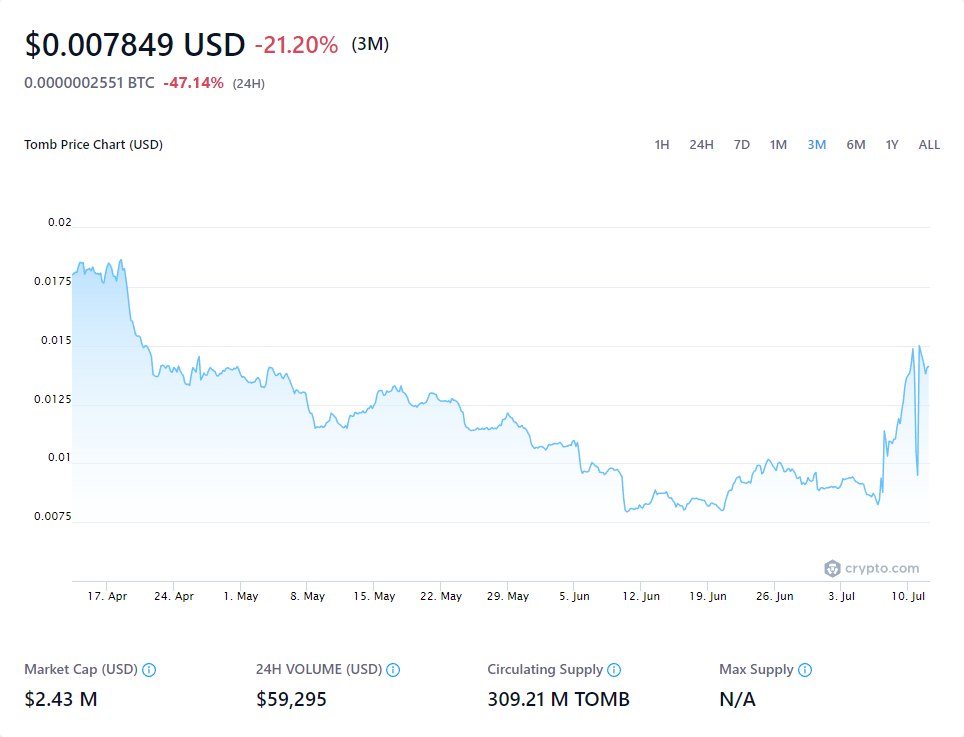 $0.007849 USD -21.20% (3M)
0.0000002551 BTC -47.14% (24H)
Tomb Price Chart (USD)
1H 24H 7D 1M 3M 6M 1Y ALL
0.02
0.0175
0.015
0.0125
0.01
0.0075
crypto.com
17. Apr 24. Apr 1. May 8. May 15. May 22. May 29. May 5. Jun 12. Jun 19. Jun 26. Jun 3. Jul 10. Jul
Market Cap (USD) 24H VOLUME (USD) Circulating Supply Max Supply
$2.43 M $59,295 309.21 M TOMB N/A